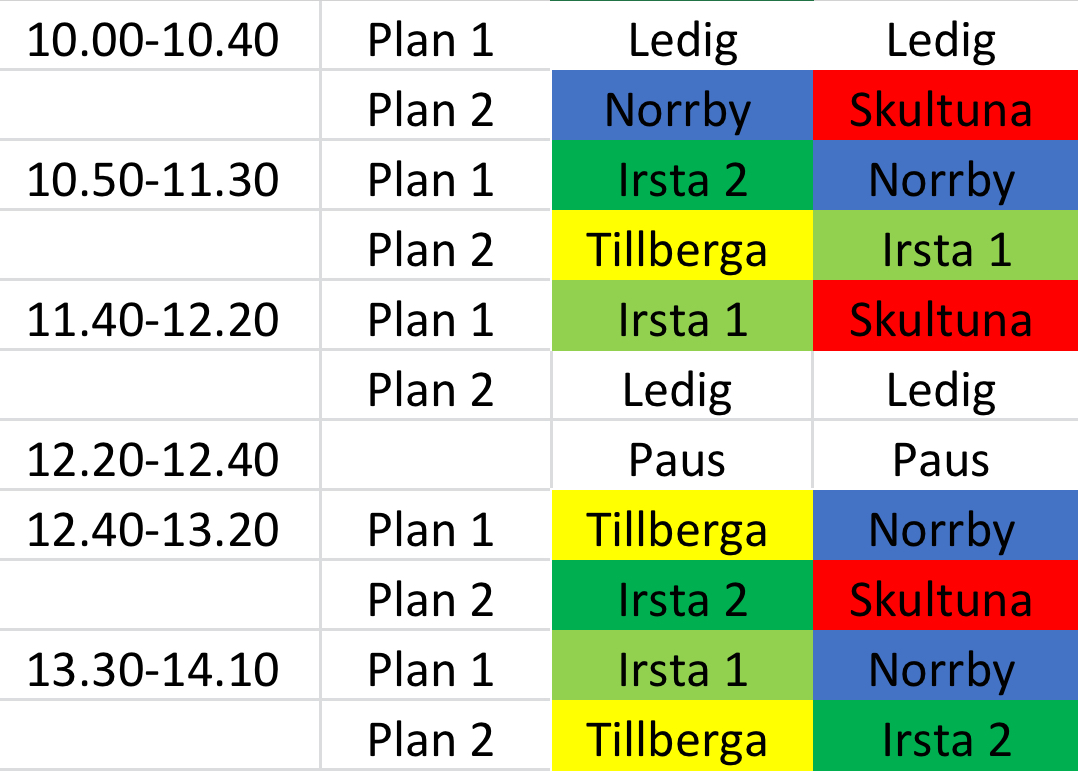 10.00-10.40 Plan 1 Ledig Ledig
Plan 2 Norrby Skultuna
10.50-11.30 Plan 1 Irsta 2 Norrby
Plan 2 Tillberga Irsta 1
11.40-12.20 Plan 1 Irsta 1 Skultuna
Plan 2 Ledig Ledig
12.20-12.40 Paus Paus
12.40-13.20 Plan 1 Tillberga Norrby
Plan 2 Irsta 2 Skultuna
13.30-14.10 Plan 1 Irsta 1 Norrby
Plan 2 Tillberga Irsta 2